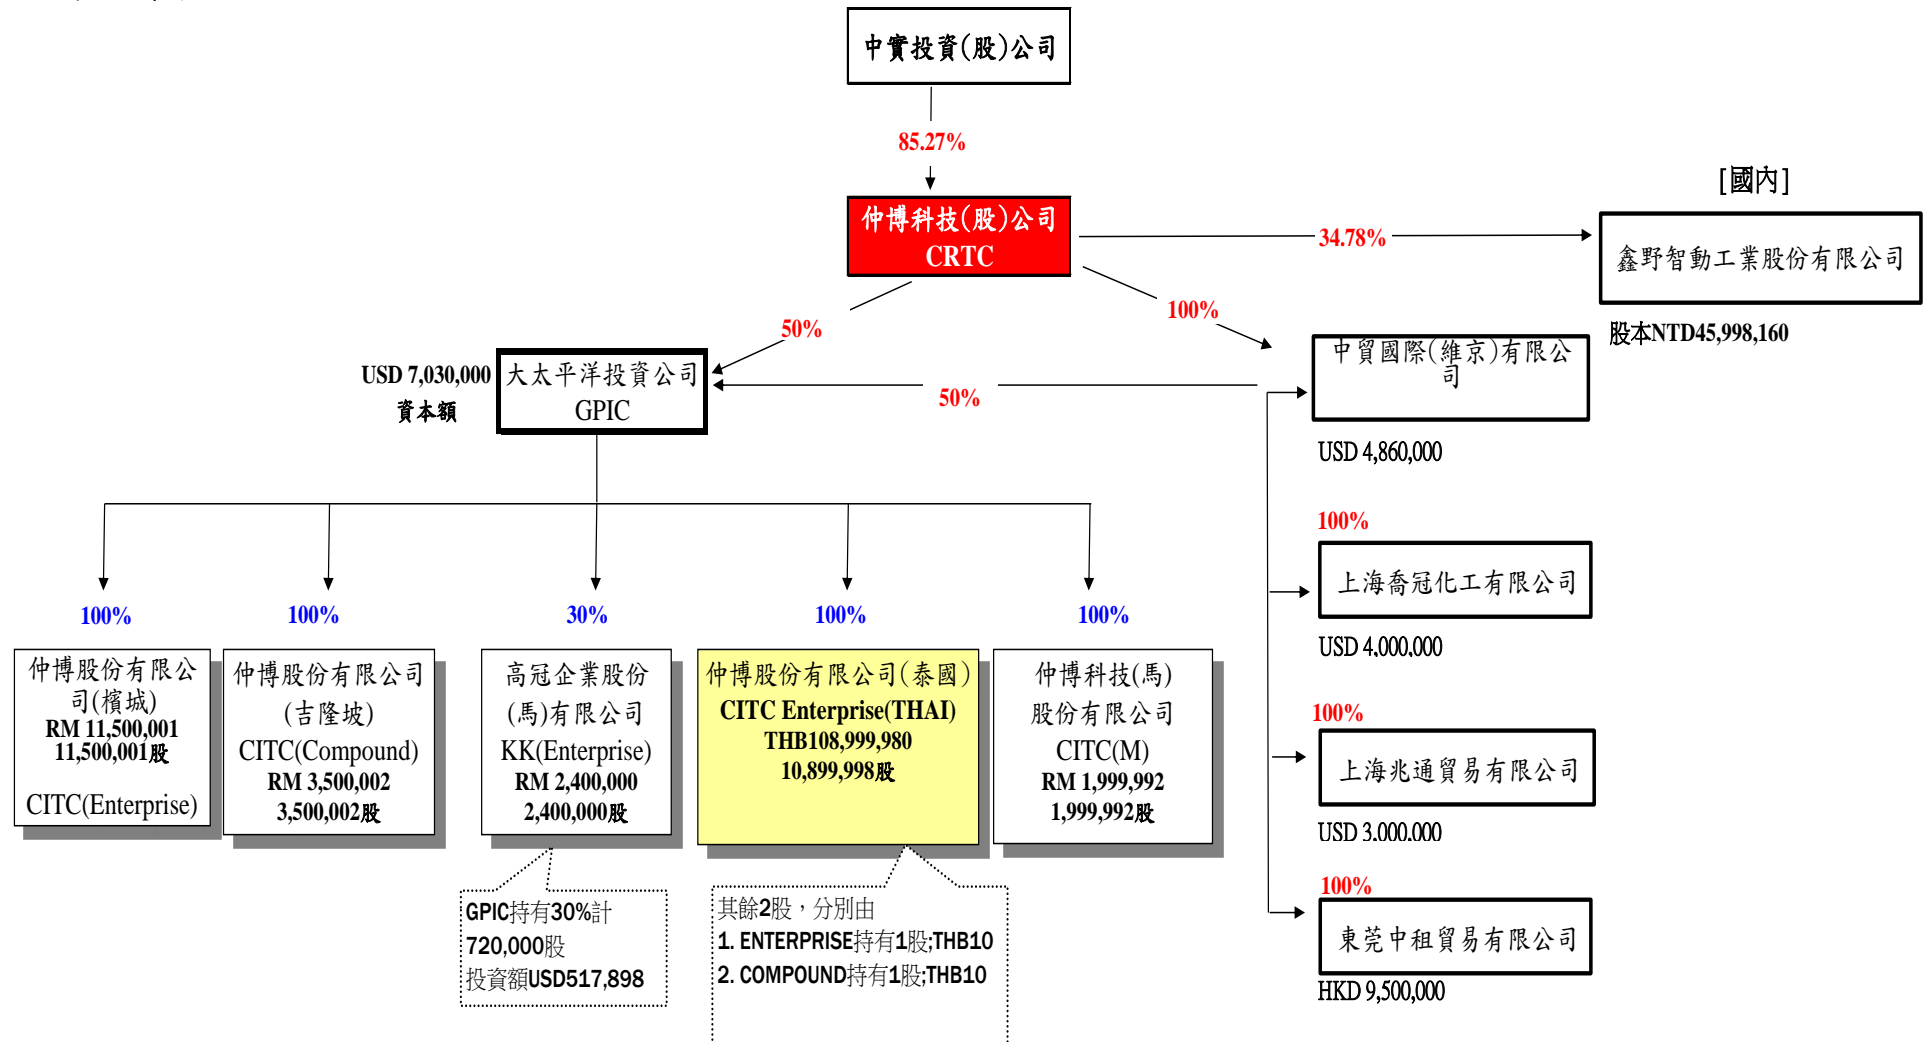 中實投資(股)公司
85.27%
仲博科技(股)公司
CRTC
[國內]
34.78%
鑫野智動工業股份有限公司
股本NTD45,998,160
50%
100%
USD 7,030,000
資本額
大太平洋投資公司
GPIC
50%
中貿國際(維京)有限公
司
USD 4,860,000
100%
上海喬冠化工有限公司
USD 4,000,000
100%
上海兆通貿易有限公司
USD 3,000,000
100%
東莞中租貿易有限公司
HKD 9,500,000
100%
仲博股份有限公
司(檳城)
RM 11,500,001
11,500,001股
CITC(Enterprise)
100%
仲博股份有限公司
(吉隆坡)
CITC(Compound)
RM 3,500,002
3,500,002股
30%
高冠企業股份
(馬)有限公司
KK(Enterprise)
RM 2,400,000
2,400,000股
100%
仲博股份有限公司(泰國)
CITC Enterprise(THAI)
THB108,999,980
10,899,998股
100%
仲博科技(馬)
股份有限公司
CITC(M)
RM 1,999,992
1,999,992股
GPIC持有30%計
720,000股
投資額USD517,898
其餘2股，分別由
1. ENTERPRISE持有1股;THB10
2. COMPOUND持有1股;THB10